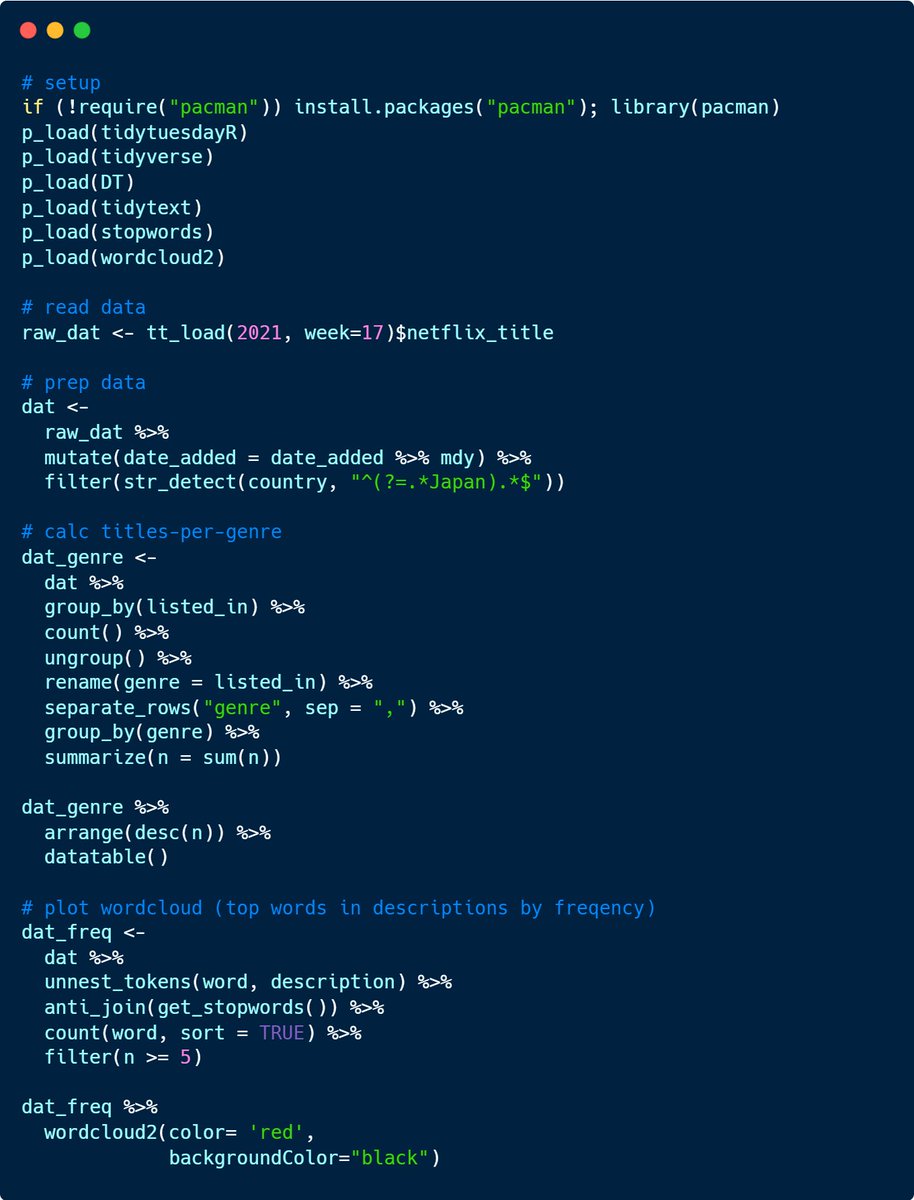 # setup
if (!require("pacman")) install.packages("pacman"); library(pacman)
p_load(tidytuesdayR)
p_load(tidyverse)
p_load(DT)
p_load(tidytext)
p_load(stopwords)
p_load(wordcloud2)

# read data
raw_dat <- tt_load(2021, week=17)$netflix_title

# prep data
dat <-
  raw_dat %>%
  mutate(date_added = date_added %>% mdy) %>%
  filter(str_detect(country, "^(?=.*Japan).*$"))

# calc titles-per-genre
dat_genre <-
  dat %>%
  group_by(listed_in) %>%
  count() %>%
  ungroup() %>%
  rename(genre = listed_in) %>%
  separate_rows("genre", sep = ",") %>%
  group_by(genre) %>%
  summarize(n = sum(n))

dat_genre %>%
  arrange(desc(n)) %>%
  datatable()

# plot wordcloud (top words in descriptions by freqency)
dat_freq <-
  dat %>%
  unnest_tokens(word, description) %>%
  anti_join(get_stopwords()) %>%
  count(word, sort = TRUE) %>%
  filter(n >= 5)

dat_freq %>%
  wordcloud2(color= 'red',
             backgroundColor="black")